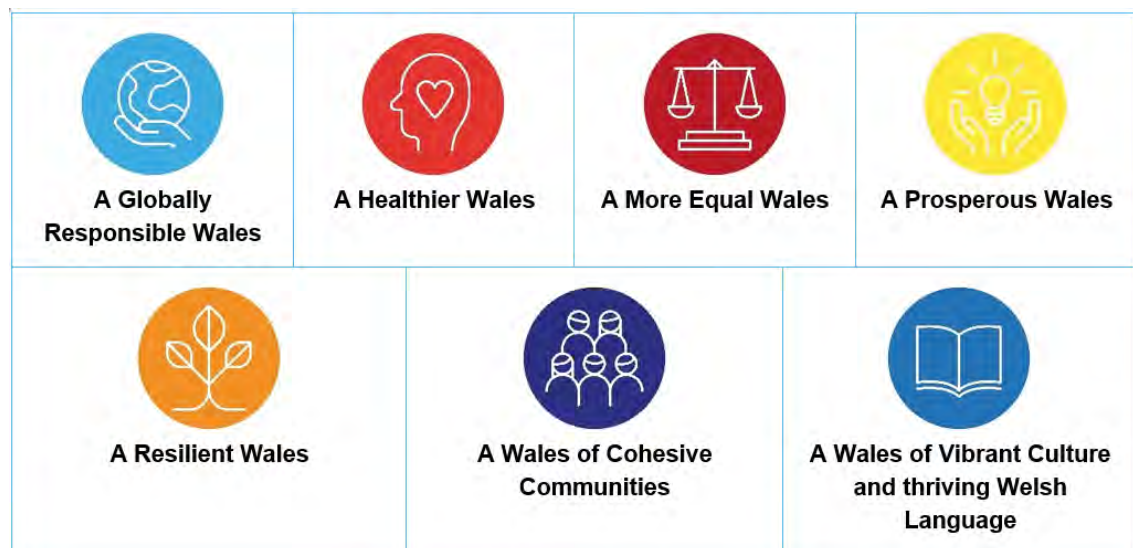 A Globally
Responsible Wales
A Healthier Wales
A More Equal Wales
A Prosperous Wales
A Resilient Wales
A Wales of Cohesive
Communities
A Wales of Vibrant Culture
and thriving Welsh
Language